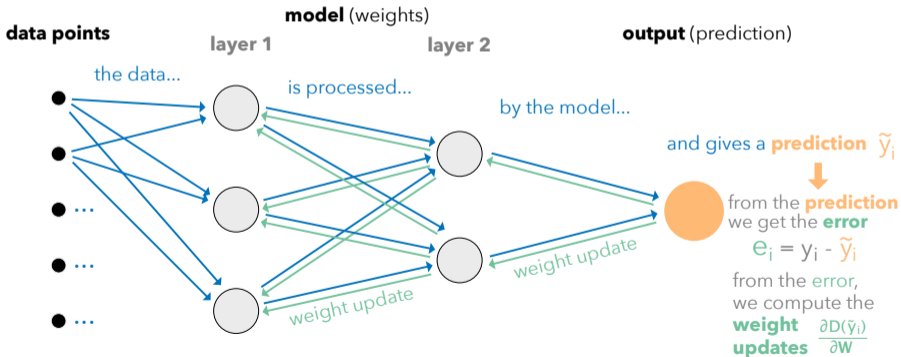 model (weights)
data points
layer 1
layer 2
output (prediction)
the data...
is processed...
by the model...
and gives a prediction ỹᵢ
from the prediction
we get the error
eᵢ = yᵢ - ỹᵢ
from the error,
we compute the
weight
updates ∂D(ỹᵢ)/∂W
...
...
...
weight update
weight update